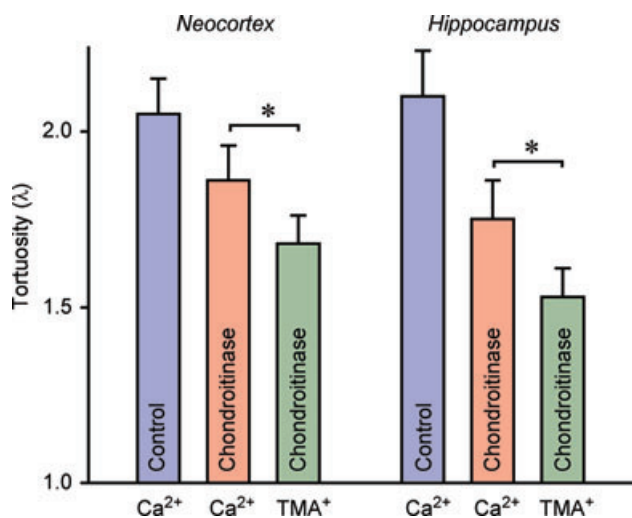 Neocortex Hippocampus
Tortuosity (λ)
2.0
1.5
1.0
* *
Control Chondroitinase Chondroitinase Control Chondroitinase Chondroitinase
Ca²⁺ Ca²⁺ TMA⁺ Ca²⁺ Ca²⁺ TMA⁺